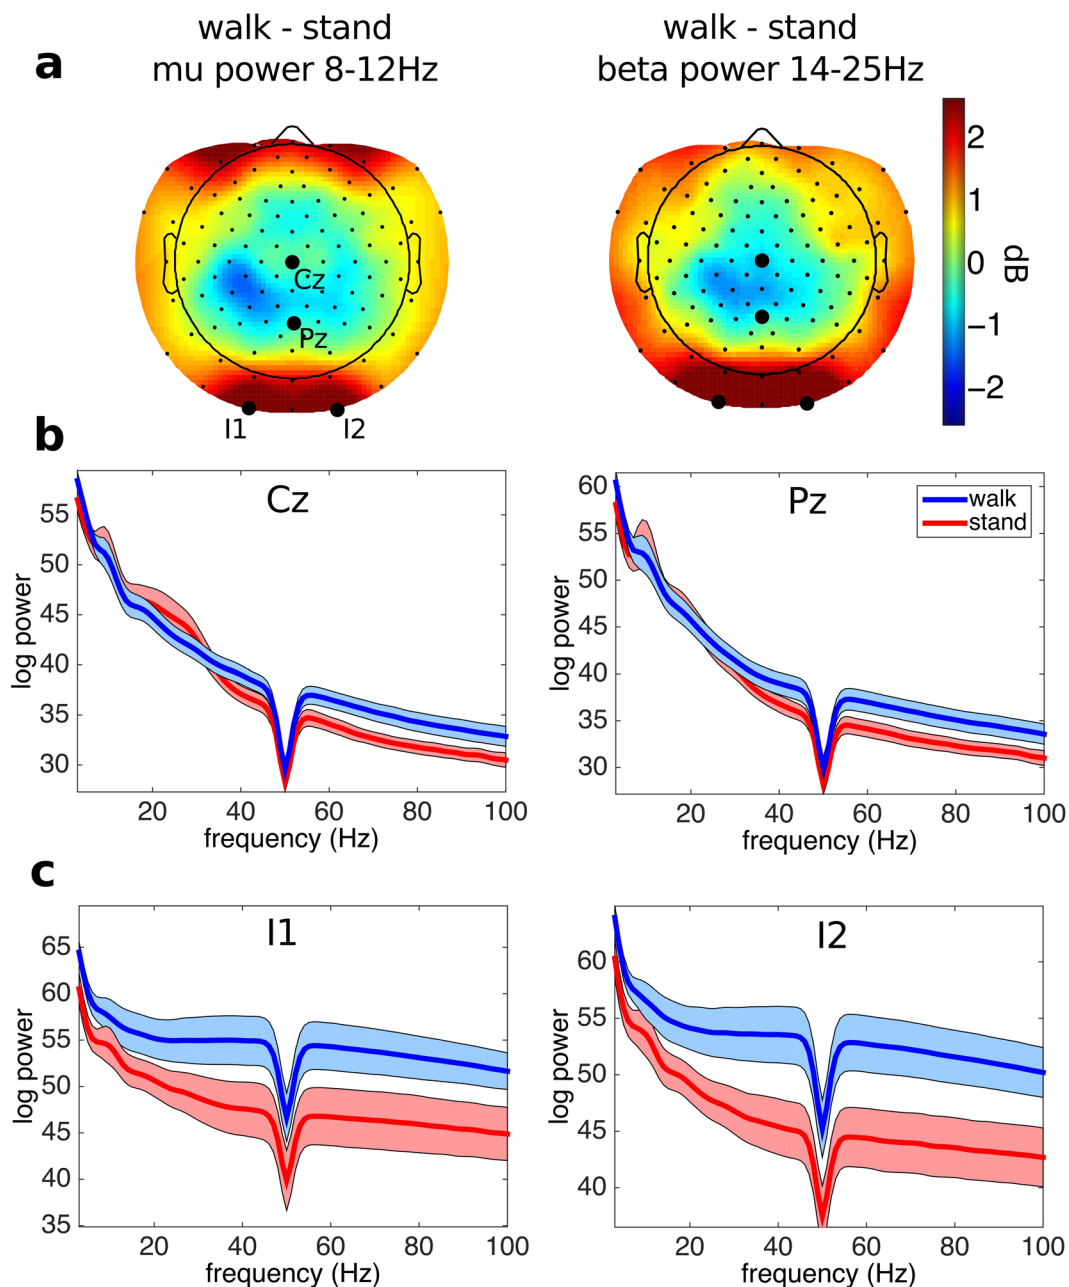 a
walk - stand
mu power 8-12Hz
walk - stand
beta power 14-25Hz
Cz
Pz
I1
I2
2
1
0
−1
−2
dB
b
Cz
55
50
45
40
35
30
log power
20
40
60
80
100
frequency (Hz)
Pz
walk
stand
60
55
50
45
40
35
30
log power
20
40
60
80
100
frequency (Hz)
c
I1
65
60
55
50
45
40
35
log power
20
40
60
80
100
frequency (Hz)
I2
60
55
50
45
40
log power
20
40
60
80
100
frequency (Hz)